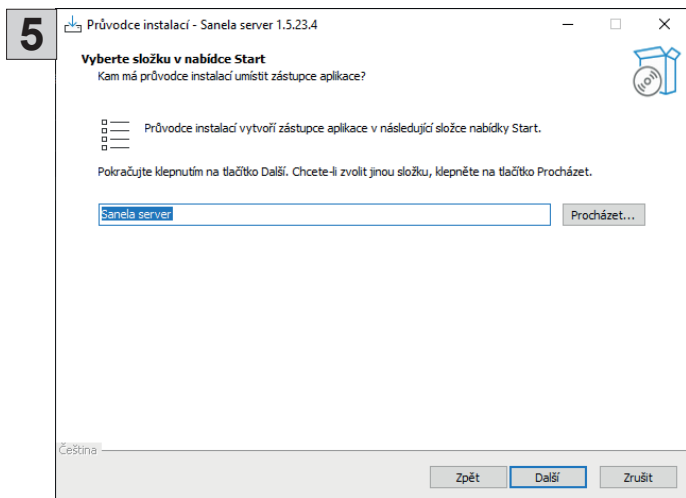 5
Průvodce instalací - Sanela server 1.5.23.4
Vyberte složku v nabídce Start
Kam má průvodce instalací umístit zástupce aplikace?
Průvodce instalací vytvoří zástupce aplikace v následující složce nabídky Start.
Pokračujte klepnutím na tlačítko Další. Chcete-li zvolit jinou složku, klepněte na tlačítko Procházet.
Sanela server Procházet...
Čeština
Zpět Další Zrušit